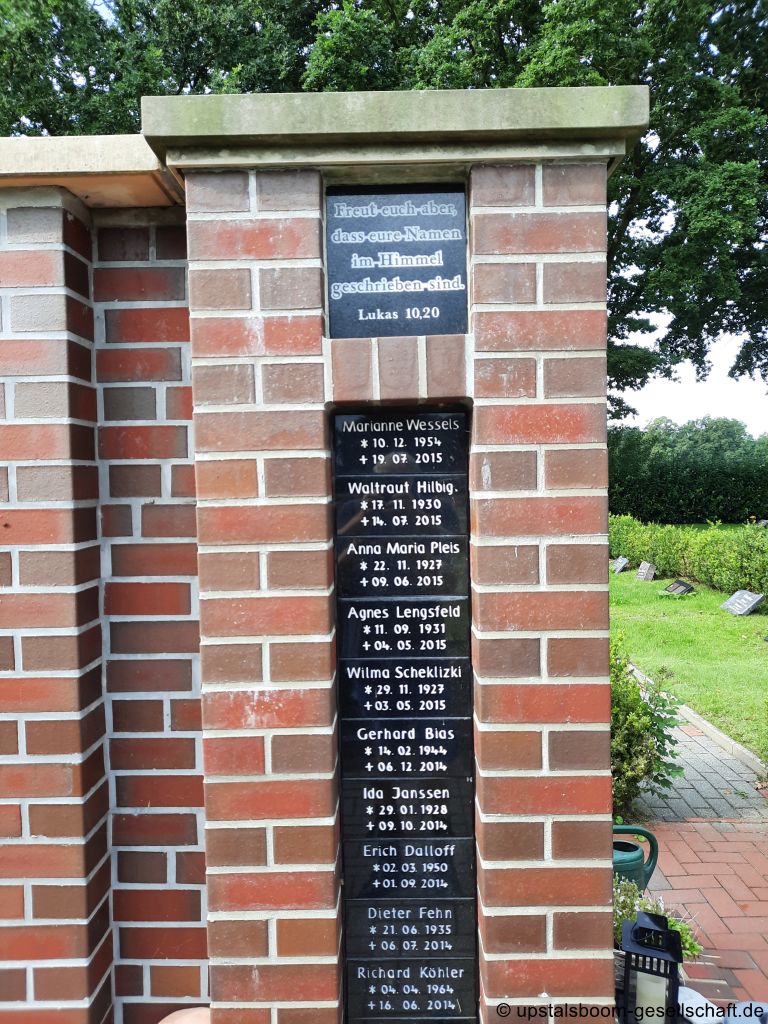 Freut euch aber,
dass eure Namen
im Himmel
geschrieben sind.
Lukas 10,20
Marianne Wessels
* 10. 12. 1954
+ 19. 07. 2015
Waltraut Hilbig.
* 17. 11. 1930
+ 14. 07. 2015
Anna Maria Pleis
* 22. 11. 1927
+ 09. 06. 2015
Agnes Lengsfeld
* 11. 09. 1931
+ 04. 05. 2015
Wilma Scheklizki
* 29. 11. 1927
+ 03. 05. 2015
Gerhard Bias
* 14. 02. 1944
+ 06. 12. 2014
Ida Janssen
* 29. 01. 1928
+ 09. 10. 2014
Erich Dalloff
* 02. 03. 1950
+ 01. 09. 2014
Dieter Fehn
* 21. 06. 1935
+ 06. 07. 2014
Richard Köhler
* 04. 04. 1964
+ 16. 06. 2014
© upstalsboom-gesellschaft.de